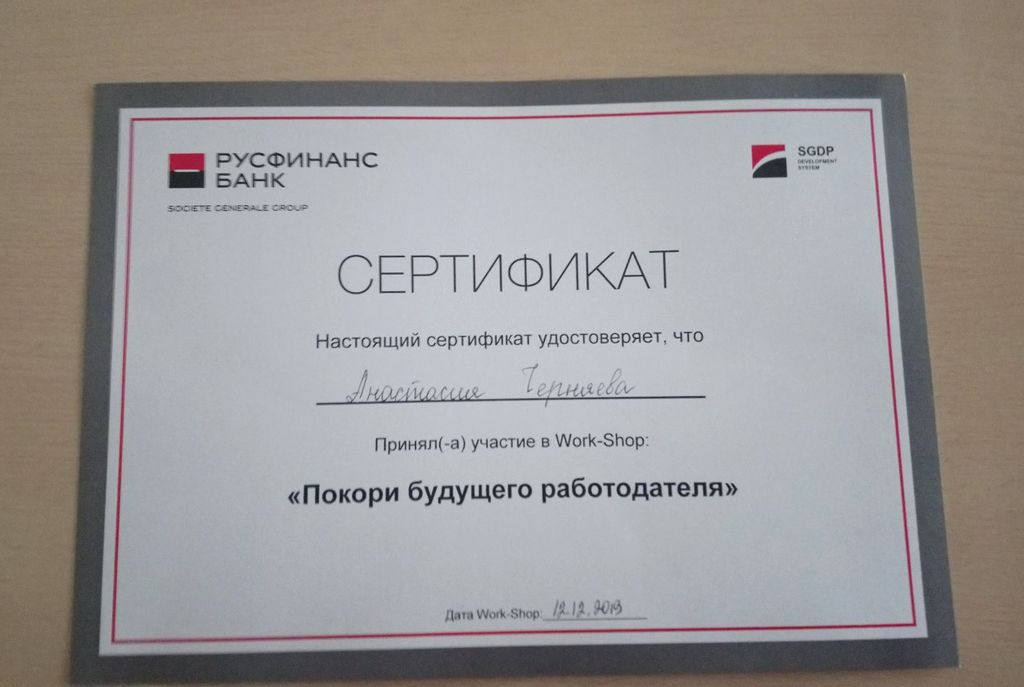 РУСФИНАНС
БАНК
SOCIETE GENERALE GROUP
SGDP
DEVELOPMENT
SYSTEM
СЕРТИФИКАТ
Настоящий сертификат удостоверяет, что
Анастасия Черняева
Принял(-а) участие в Work-Shop:
«Покори будущего работодателя»
Дата Work-Shop: 12.12.2019